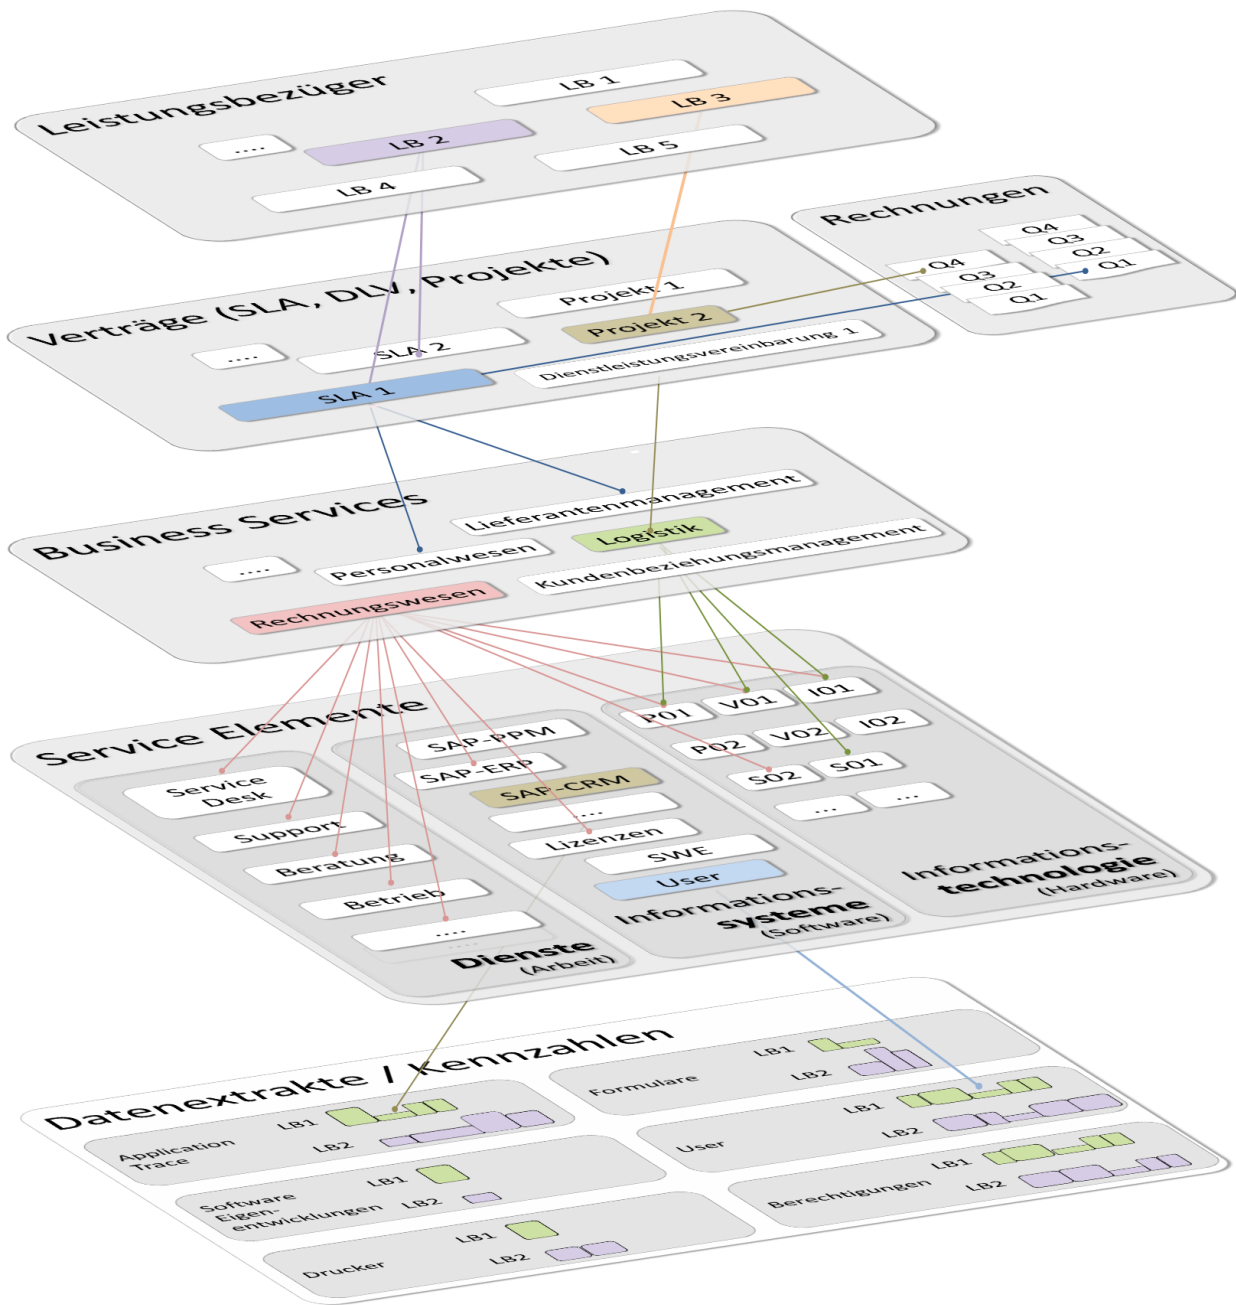 Leistungsbezüger
LB 1
LB 3
....
LB 2
LB 5
LB 4
Rechnungen
Q4
Q3
Q2
Q1
Q4
Q3
Q2
Q1
Verträge (SLA, DLV, Projekte)
Projekt 1
Projekt 2
....
SLA 2
Dienstleistungsvereinbarung 1
SLA 1
Business Services
Lieferantenmanagement
Logistik
....
Personalwesen
Kundenbeziehungsmanagement
Rechnungswesen
Service Elemente
Service
Desk
Support
Beratung
Betrieb
....
....
Dienste
(Arbeit)
SAP-PPM
SAP-ERP
SAP-CRM
....
Lizenzen
SWE
User
Informations-
systeme
(Software)
P01
V01
I01
P02
V02
I02
S02
S01
...
...
Informations-
technologie
(Hardware)
Datenextrakte / Kennzahlen
Application
Trace
LB1
LB2
Software
Eigen-
entwicklungen
LB1
LB2
Drucker
LB1
LB2
Formulare
LB1
LB2
User
LB1
LB2
Berechtigungen
LB1
LB2